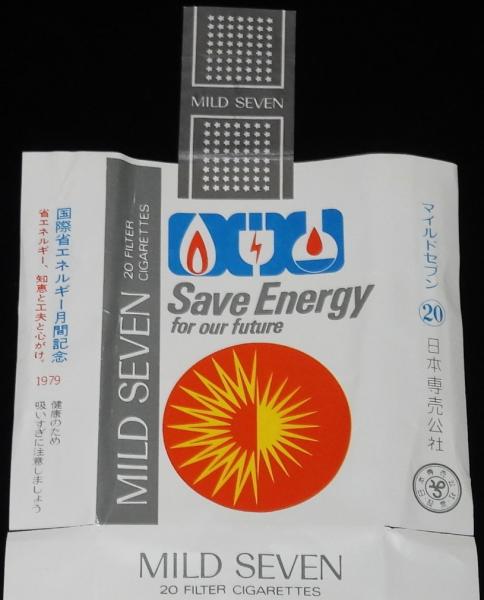 MILD SEVEN
国際省エネルギー月間記念
省エネルギー、知恵と工夫と心がけ。
1979
健康のため
吸いすぎに注意しましょう
MILD SEVEN
20 FILTER
CIGARETTES
Save Energy
for our future
マイルドセブン
20
日本専売公社
MILD SEVEN
20 FILTER CIGARETTES